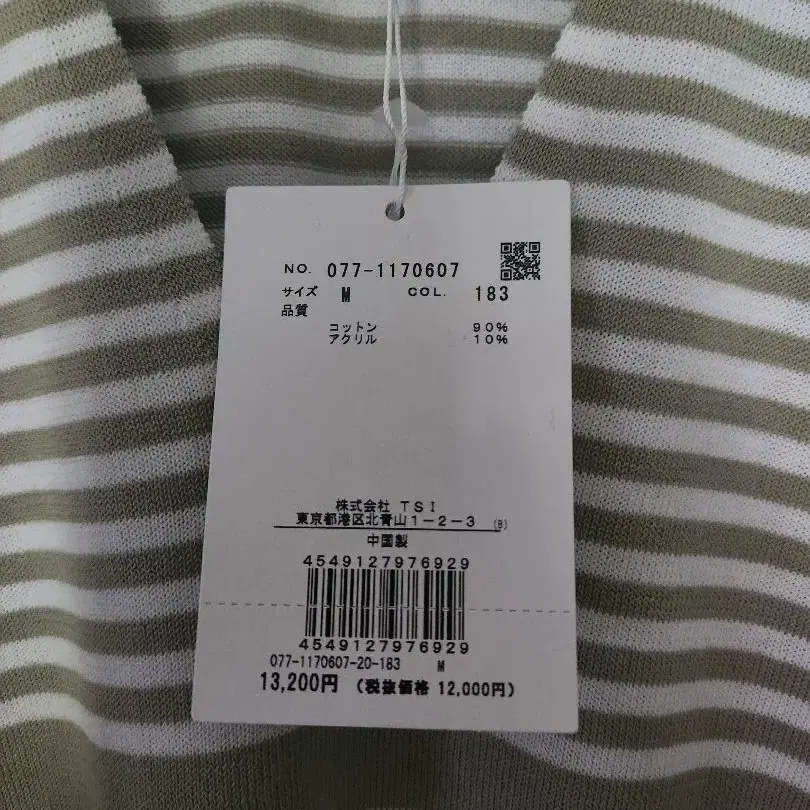 NO. 077-1170607
サイズ M COL. 183
品質
コットン 90%
アクリル 10%
株式会社 TSI
東京都港区北青山1-2-3 (B)
中国製
4549127976929
4549127976929
077-1170607-20-183 M
13,200円 (税抜価格 12,000円)